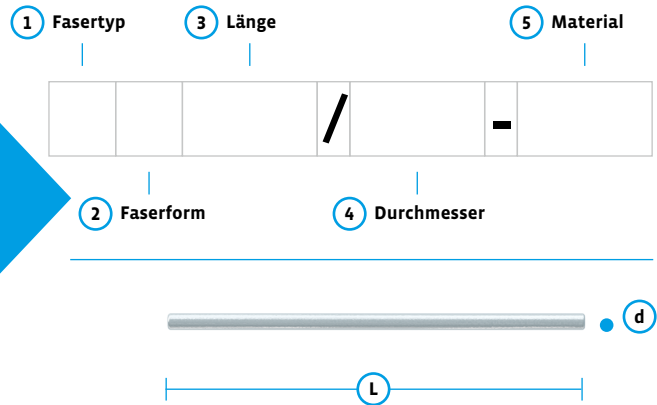 1 Fasertyp
3 Länge
5 Material
/ -
2 Faserform
4 Durchmesser
d
L